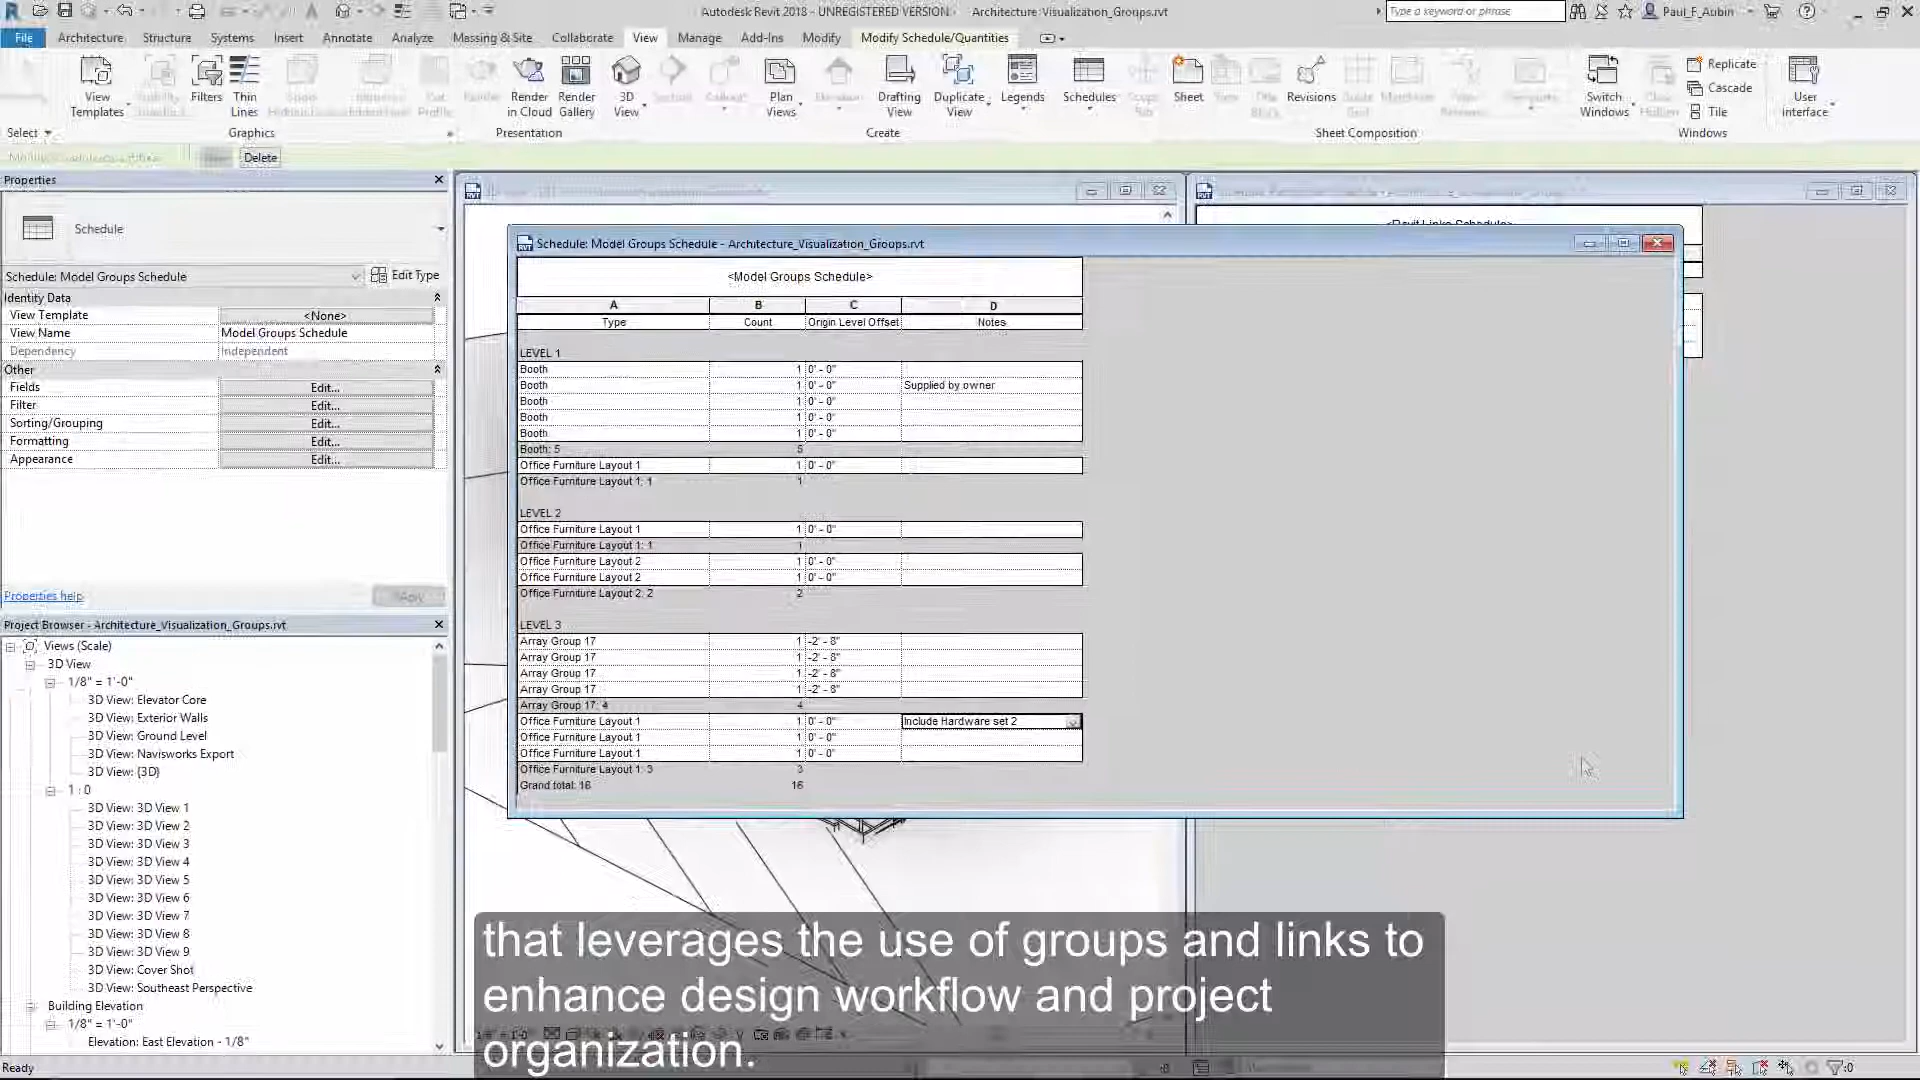 Autodesk Revit 2018 - UNREGISTERED VERSION - Architecture_Visualization_Groups.rvt
Type a keyword or phrase
Paul_F_Aubin
File Architecture Structure Systems Insert Annotate Analyze Massing & Site Collaborate View Manage Add-Ins Modify Modify Schedule/Quantities
View Templates
Filters
Thin Lines
Render in Cloud
Render Gallery
3D View
Plan Views
Drafting View
Duplicate View
Legends
Schedules
Sheet
Revisions
Switch Windows
Replicate
Cascade
Tile
User Interface
Select Graphics Presentation Create Sheet Composition Windows
Delete
Properties
Schedule
Schedule: Model Groups Schedule Edit Type
Identity Data
View Template <None>
View Name Model Groups Schedule
Dependency Independent
Other
Fields Edit...
Filter Edit...
Sorting/Grouping Edit...
Formatting Edit...
Appearance Edit...
Properties help Apply
Project Browser - Architecture_Visualization_Groups.rvt
Views (Scale)
3D View
1/8" = 1'-0"
3D View: Elevator Core
3D View: Exterior Walls
3D View: Ground Level
3D View: Navisworks Export
3D View: {3D}
1 : 0
3D View: 3D View 1
3D View: 3D View 2
3D View: 3D View 3
3D View: 3D View 4
3D View: 3D View 5
3D View: 3D View 6
3D View: 3D View 7
3D View: 3D View 8
3D View: 3D View 9
3D View: Cover Shot
3D View: Southeast Perspective
Building Elevation
1/8" = 1'-0"
Elevation: East Elevation - 1/8"
Ready
<Revit Links Schedule>
Schedule: Model Groups Schedule - Architecture_Visualization_Groups.rvt
<Model Groups Schedule>
A B C D
Type Count Origin Level Offset Notes
LEVEL 1
Booth 1 0' - 0"
Booth 1 0' - 0" Supplied by owner
Booth 1 0' - 0"
Booth 1 0' - 0"
Booth 1 0' - 0"
Booth: 5 5
Office Furniture Layout 1 1 0' - 0"
Office Furniture Layout 1: 1 1
LEVEL 2
Office Furniture Layout 1 1 0' - 0"
Office Furniture Layout 1: 1 1
Office Furniture Layout 2 1 0' - 0"
Office Furniture Layout 2 1 0' - 0"
Office Furniture Layout 2: 2 2
LEVEL 3
Array Group 17 1 -2' - 8"
Array Group 17 1 -2' - 8"
Array Group 17 1 -2' - 8"
Array Group 17 1 -2' - 8"
Array Group 17: 4 4
Office Furniture Layout 1 1 0' - 0" Include Hardware set 2
Office Furniture Layout 1 1 0' - 0"
Office Furniture Layout 1 1 0' - 0"
Office Furniture Layout 1: 3 3
Grand total: 16 16
that leverages the use of groups and links to
enhance design workflow and project
organization.
:0